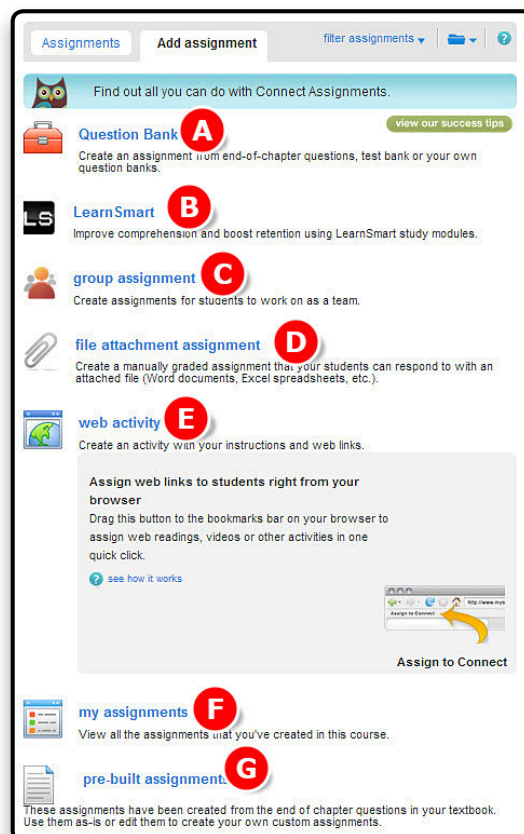 Assignments
Add assignment
filter assignments
?
Find out all you can do with Connect Assignments.
view our success tips
Question Bank A
Create an assignment from end-of-chapter questions, test bank or your own
question banks.
LS
LearnSmart B
Improve comprehension and boost retention using LearnSmart study modules.
group assignment C
Create assignments for students to work on as a team.
file attachment assignment D
Create a manually graded assignment that your students can respond to with an
attached file (Word documents, Excel spreadsheets, etc.).
web activity E
Create an activity with your instructions and web links.
Assign web links to students right from your
browser
Drag this button to the bookmarks bar on your browser to
assign web readings, videos or other activities in one
quick click.
? see how it works
http://www.mys
Assign to Connect
Assign to Connect
my assignments F
View all the assignments that you've created in this course.
pre-built assignments G
These assignments have been created from the end of chapter questions in your textbook.
Use them as-is or edit them to create your own custom assignments.